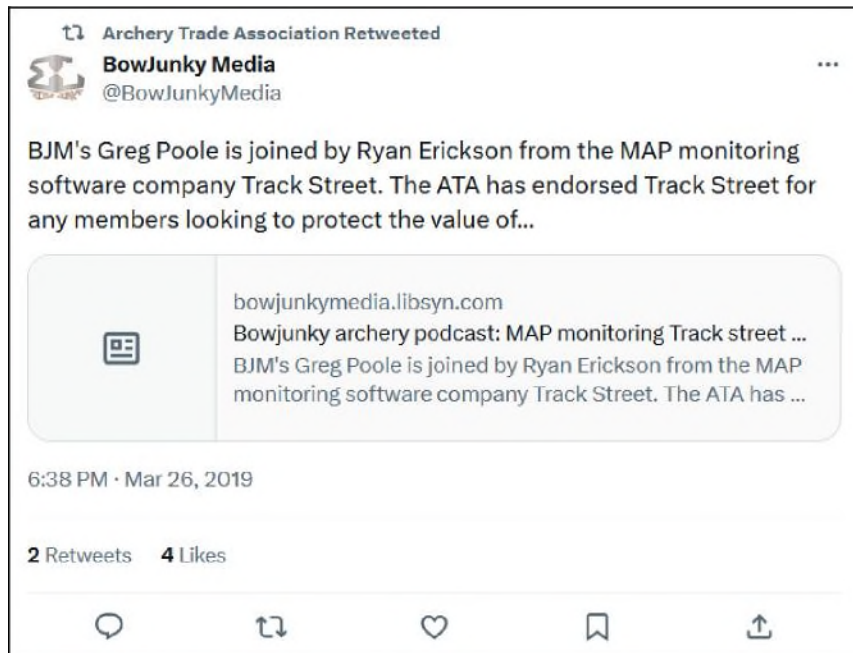 Archery Trade Association Retweeted
BowJunky Media
@BowJunkyMedia
BJM's Greg Poole is joined by Ryan Erickson from the MAP monitoring
software company Track Street. The ATA has endorsed Track Street for
any members looking to protect the value of...
bowjunkymedia.libsyn.com
Bowjunky archery podcast: MAP monitoring Track street ...
BJM's Greg Poole is joined by Ryan Erickson from the MAP
monitoring software company Track Street. The ATA has ...
6:38 PM · Mar 26, 2019
2 Retweets 4 Likes